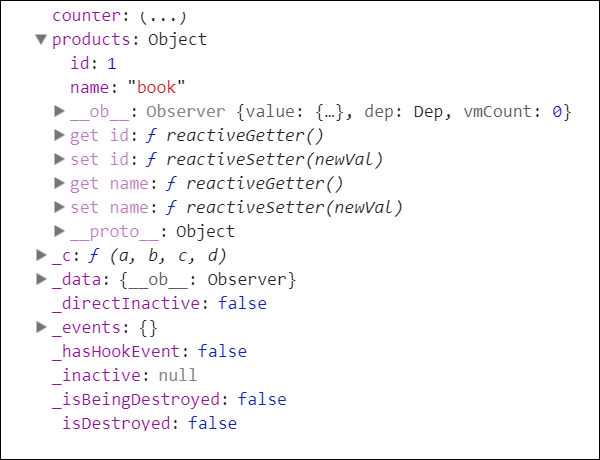 counter: (...)
products: Object
id: 1
name: "book"
__ob__: Observer {value: {…}, dep: Dep, vmCount: 0}
get id: ƒ reactiveGetter()
set id: ƒ reactiveSetter(newVal)
get name: ƒ reactiveGetter()
set name: ƒ reactiveSetter(newVal)
__proto__: Object
_c: ƒ (a, b, c, d)
_data: {__ob__: Observer}
_directInactive: false
_events: {}
_hasHookEvent: false
_inactive: null
_isBeingDestroyed: false
isDestroyed: false